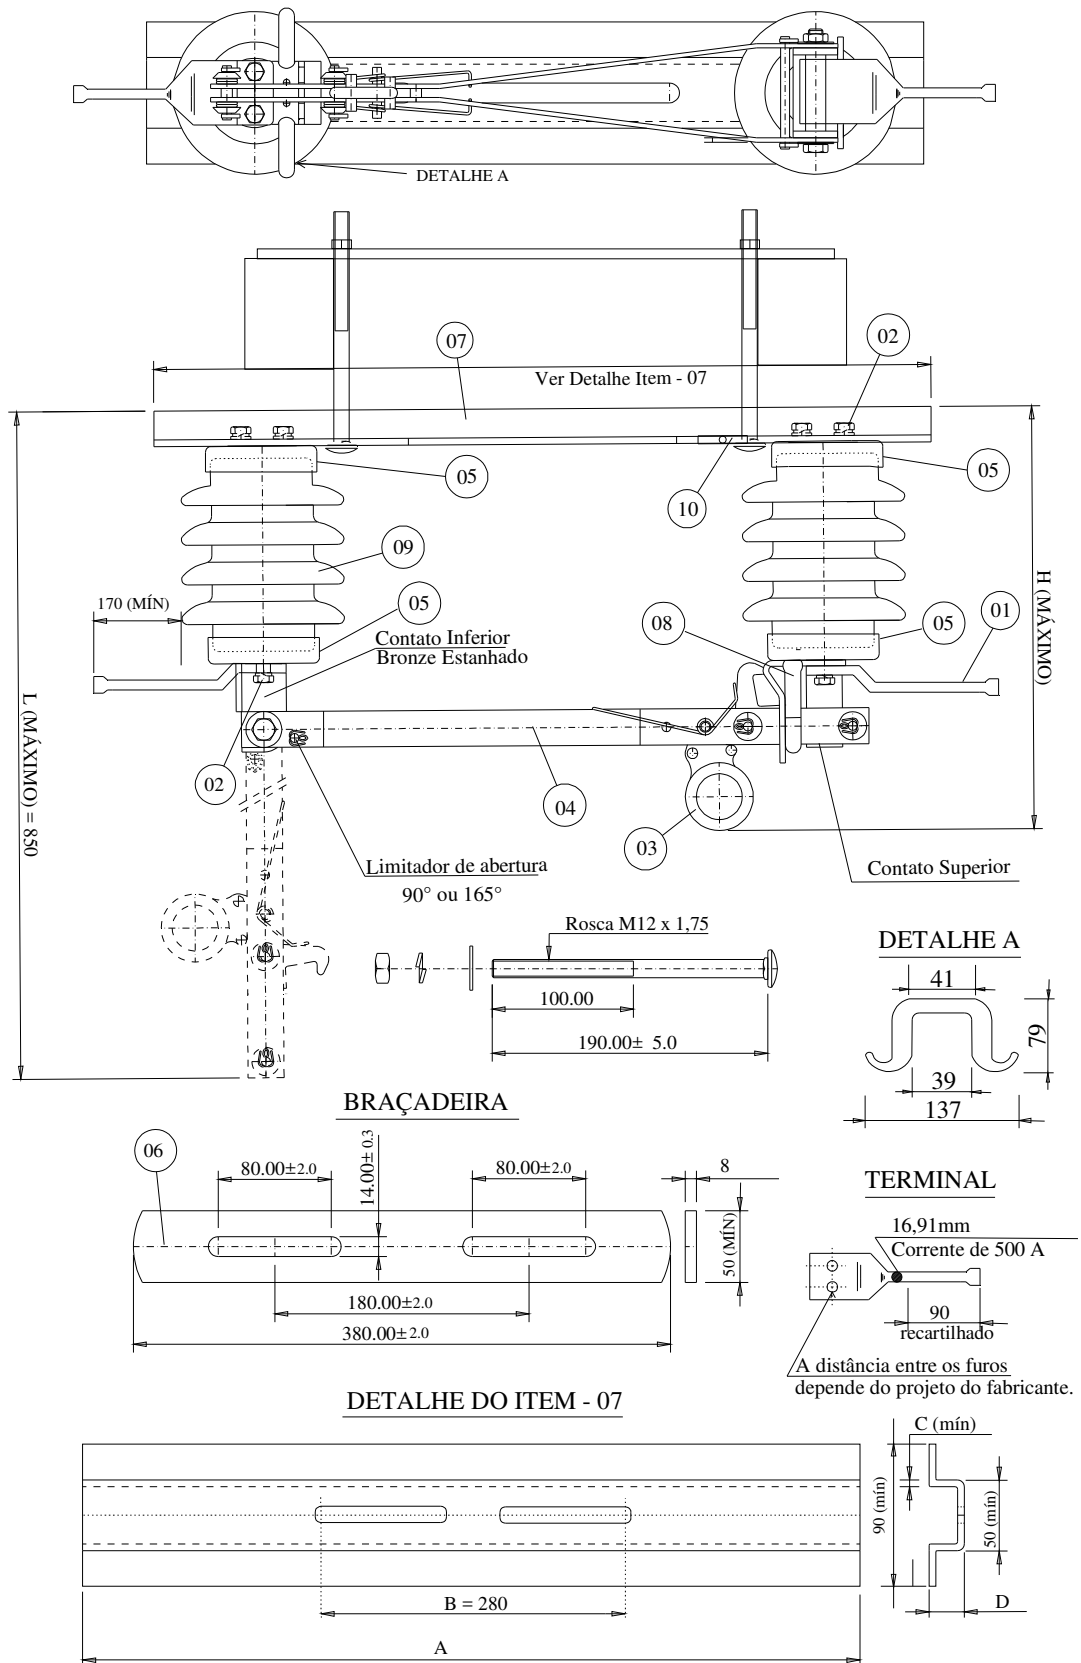 DETALHE A
07
02
Ver Detalhe Item - 07
05
05
10
09
170 (MÍN)
05
08
05
01
Contato Inferior
Bronze Estanhado
H (MÁXIMO)
L (MÁXIMO) = 850
02
04
03
Limitador de abertura
90° ou 165°
Contato Superior
Rosca M12 x 1,75
100.00
190.00± 5.0
DETALHE A
41
79
39
137
BRAÇADEIRA
06
80.00±2.0
14.00± 0.3
80.00±2.0
8
50 (MÍN)
180.00±2.0
380.00±2.0
TERMINAL
16,91mm
Corrente de 500 A
90
recartilhado
A distância entre os furos
depende do projeto do fabricante.
DETALHE DO ITEM - 07
C (mín)
90 (mín)
50 (mín)
B = 280
D
A